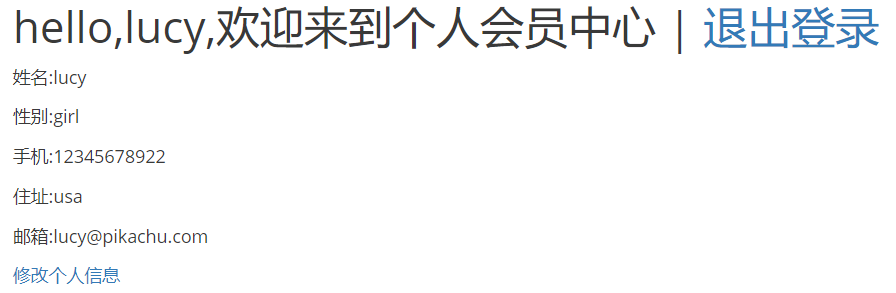 hello,lucy,欢迎来到个人会员中心 | 退出登录
姓名:lucy
性别:girl
手机:12345678922
住址:usa
邮箱:lucy@pikachu.com
修改个人信息